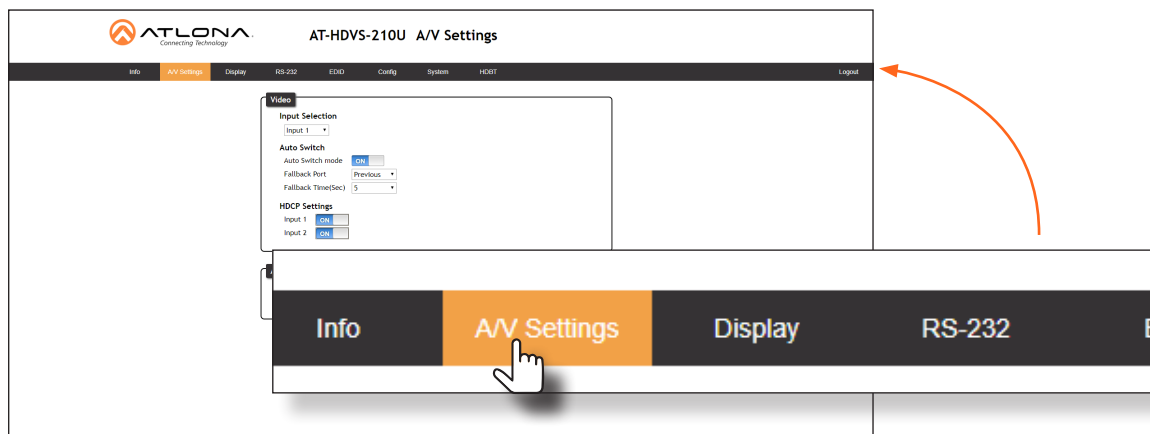 ATLONA.
Connecting Technology
AT-HDVS-210U A/V Settings
Info A/V Settings Display RS-232 EDID Config System HDBT Logout
Video
Input Selection
Input 1
Auto Switch
Auto Switch mode ON
Fallback Port Previous
Fallback Time(Sec) 5
HDCP Settings
Input 1 ON
Input 2 ON
Info A/V Settings Display RS-232